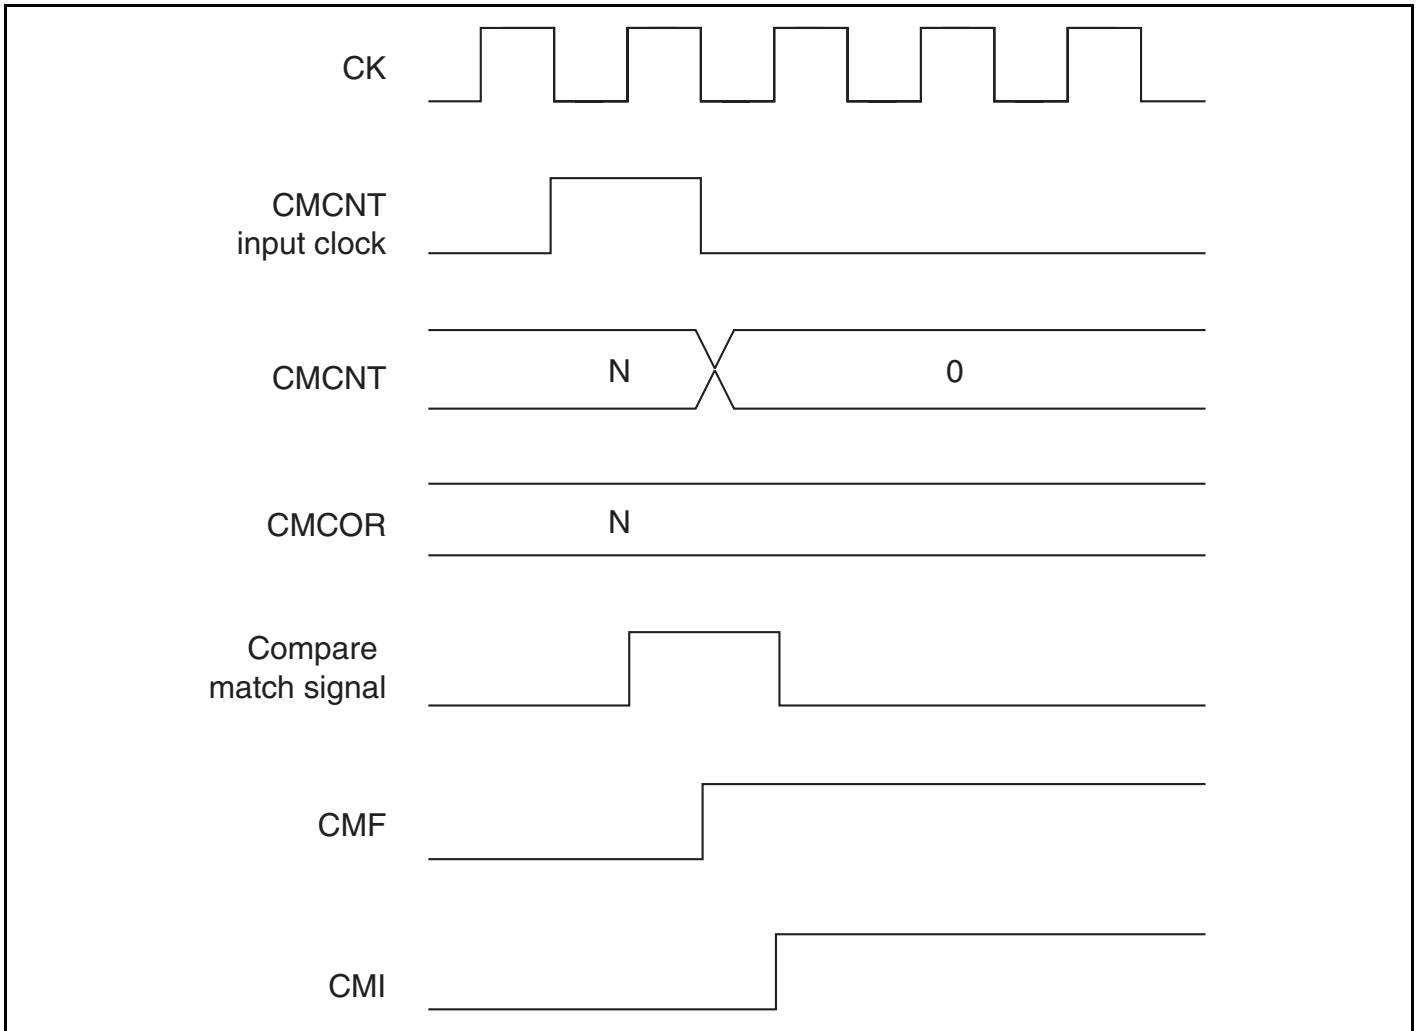 CK
CMCNT
input clock
CMCNT
N
0
CMCOR
N
Compare
match signal
CMF
CMI